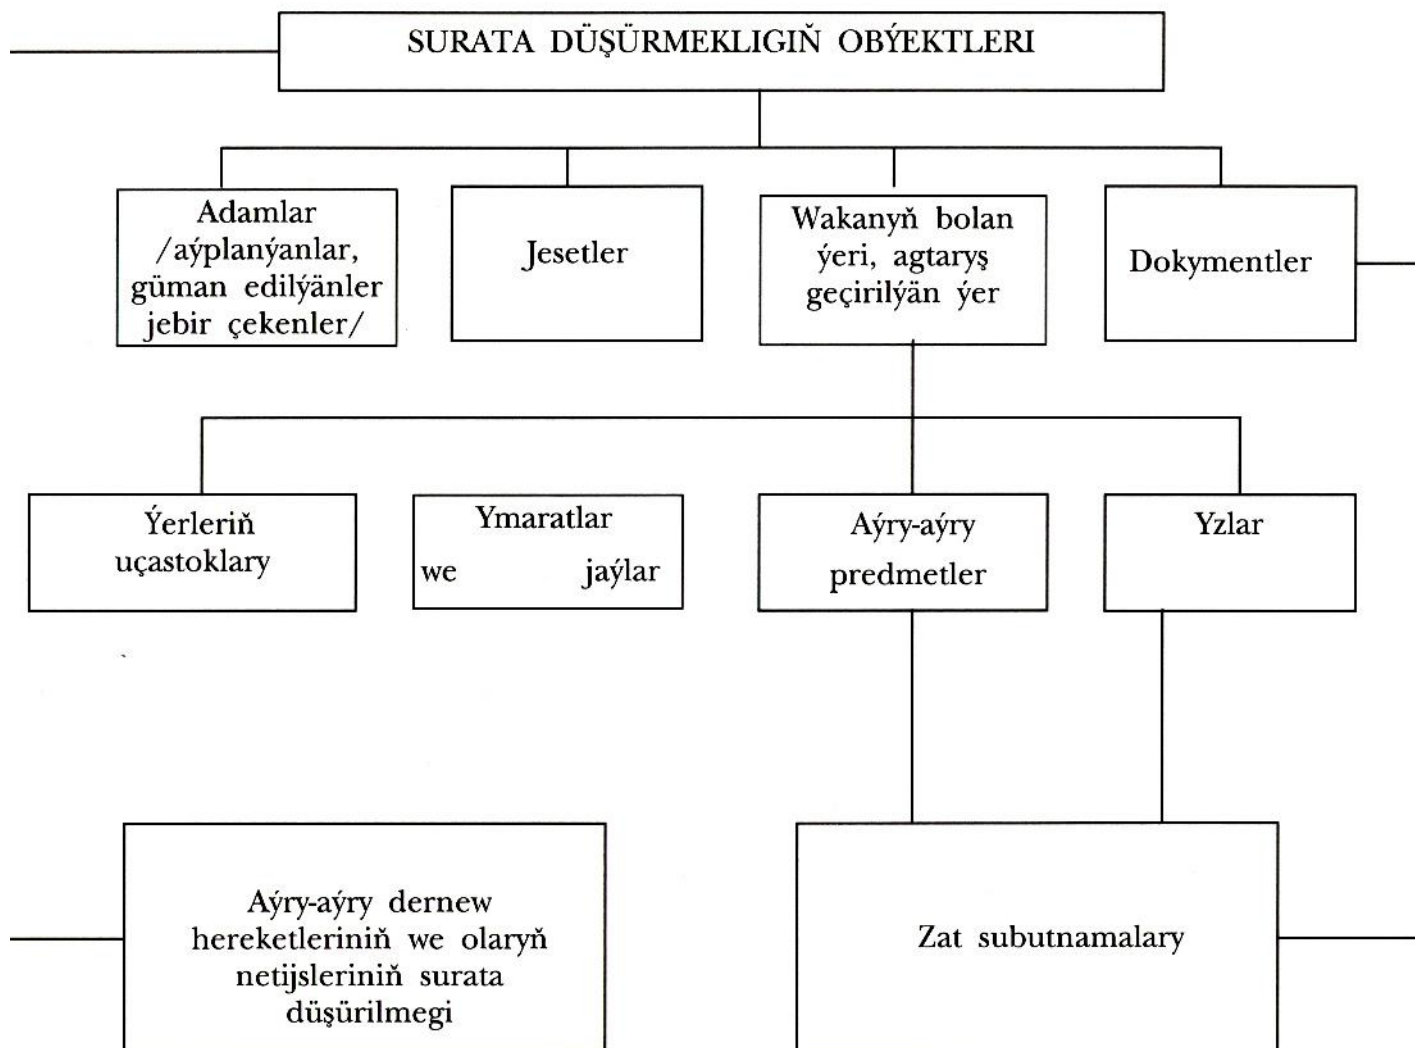 SURATA DÜŞÜRMEKLIGIŇ OBÝEKTLERI
Adamlar
/aýplanýanlar,
güman edilýänler
jebir çekenler/
Jesetler
Wakanyň bolan
ýeri, agtaryş
geçirilýän ýer
Dokymentler
Ýerleriň
uçastoklary
Ymaratlar
we jaýlar
Aýry-aýry
predmetler
Yzlar
Aýry-aýry dernew
hereketleriniň we olaryň
netijsleriniň surata
düşürilmegi
Zat subutnamalary